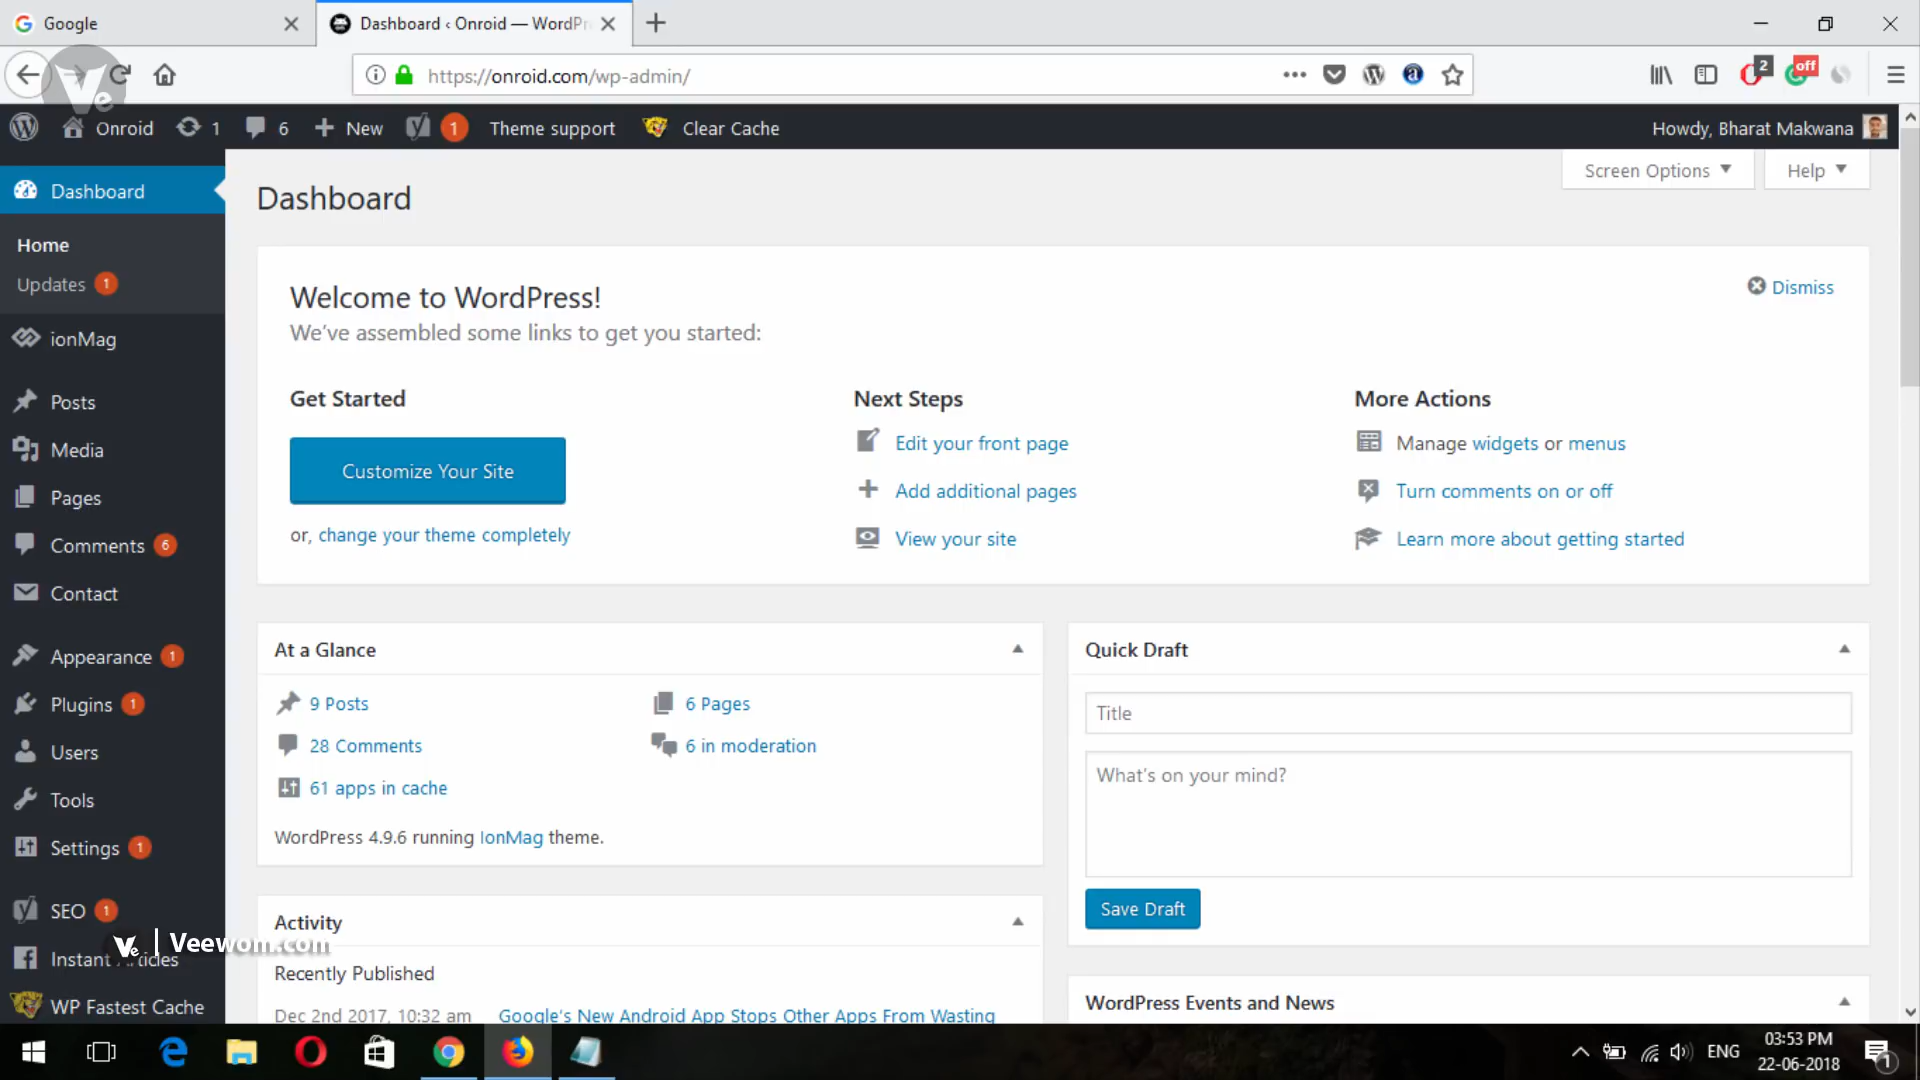 Google
Dashboard ‹ Onroid — WordPr
https://onroid.com/wp-admin/
2
off
Onroid
1
6
New
1
Theme support
Clear Cache
Howdy, Bharat Makwana
Dashboard
Home
Updates 1
ionMag
Posts
Media
Pages
Comments 6
Contact
Appearance 1
Plugins 1
Users
Tools
Settings 1
SEO 1
Instant Articles
WP Fastest Cache
Veewom.com
Screen Options
Help
Dashboard
Welcome to WordPress!
We've assembled some links to get you started:
Dismiss
Get Started
Customize Your Site
or, change your theme completely
Next Steps
Edit your front page
Add additional pages
View your site
More Actions
Manage widgets or menus
Turn comments on or off
Learn more about getting started
At a Glance
9 Posts
6 Pages
28 Comments
6 in moderation
61 apps in cache
WordPress 4.9.6 running IonMag theme.
Activity
Recently Published
Dec 2nd 2017, 10:32 am
Google's New Android App Stops Other Apps From Wasting
Quick Draft
Title
What's on your mind?
Save Draft
WordPress Events and News
ENG
03:53 PM
22-06-2018
1